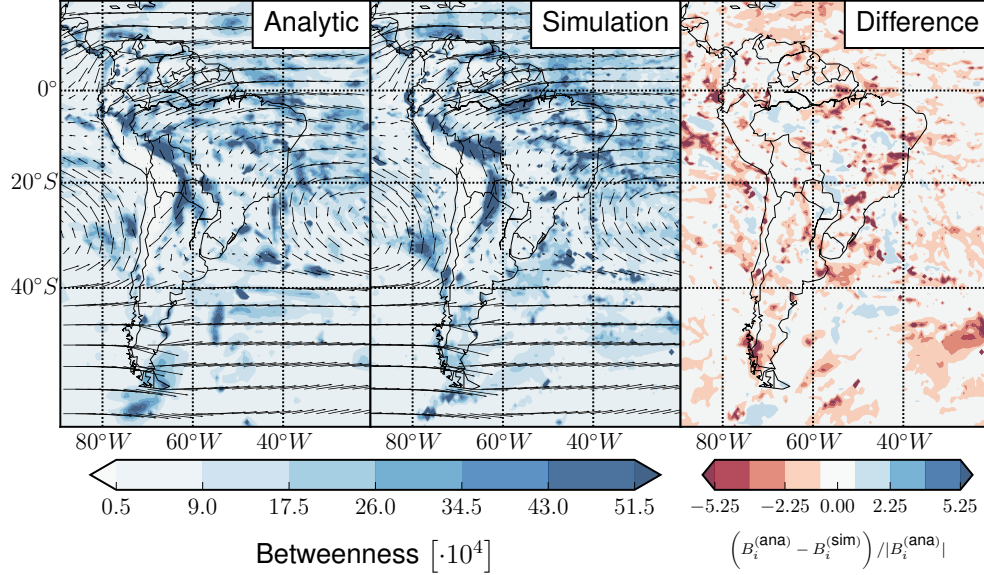 Analytic Simulation Difference
0°
20°S
40°S
80°W 60°W 40°W 80°W 60°W 40°W 80°W 60°W 40°W
0.5 9.0 17.5 26.0 34.5 43.0 51.5 −5.25 −2.25 0.00 2.25 5.25
Betweenness [·10⁴] (B_i^(ana) − B_i^(sim)) /|B_i^(ana)|